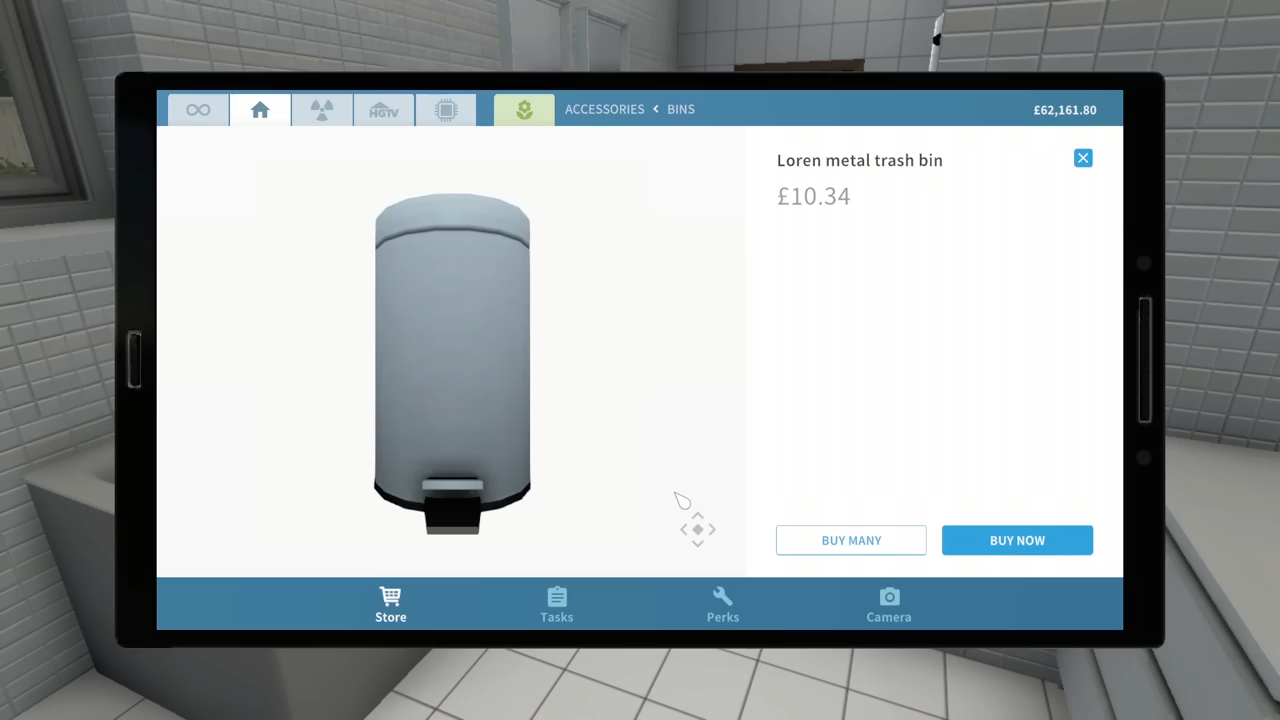 HGTV
ACCESSORIES < BINS
£62,161.80
Loren metal trash bin
£10.34
BUY MANY
BUY NOW
Store
Tasks
Perks
Camera